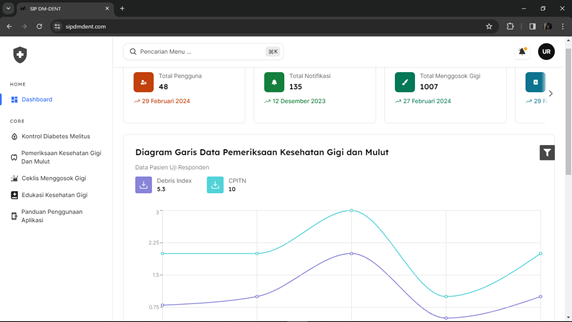 SIP DM-DENT
sipdmdent.com
Pencarian Menu ...
⌘K
UR
HOME
Dashboard
CORE
Kontrol Diabetes Melitus
Pemeriksaan Kesehatan Gigi
Dan Mulut
Ceklis Menggosok Gigi
Edukasi Kesehatan Gigi
Panduan Penggunaan
Aplikasi
Total Pengguna
48
29 Februari 2024
Total Notifikasi
135
12 Desember 2023
Total Menggosok Gigi
1007
27 Februari 2024
29 F
Diagram Garis Data Pemeriksaan Kesehatan Gigi dan Mulut
Data Pasien Uji Responden
Debris Index
5.3
CPITN
10
3
2.25
1.5
0.75